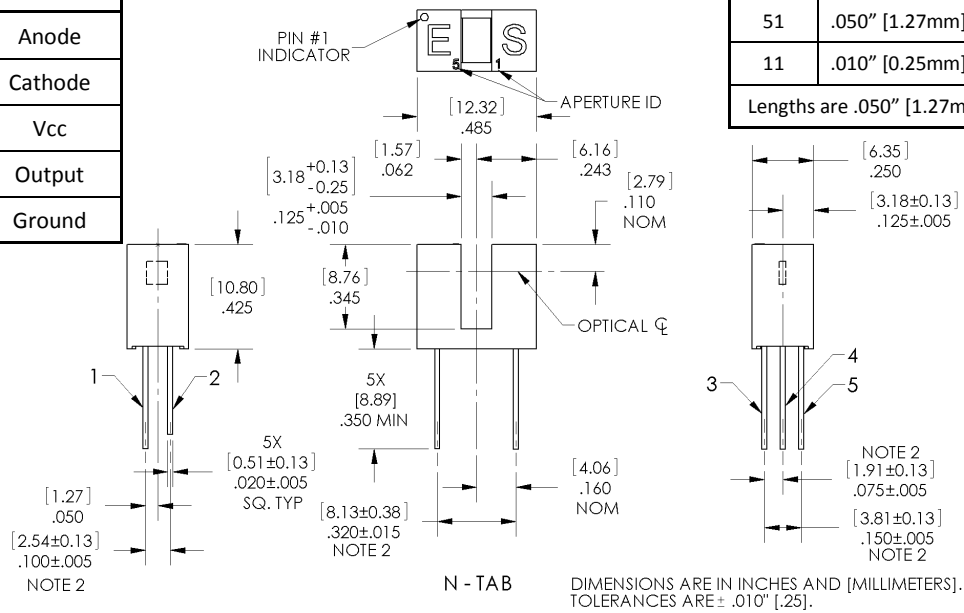 Anode
Cathode
Vcc
Output
Ground
51 .050” [1.27mm]
11 .010” [0.25mm]
Lengths are .050” [1.27m
PIN #1
INDICATOR
E S
5 1
APERTURE ID
[12.32]
.485
[1.57]
.062
[6.16]
.243
[3.18 +0.13 -0.25]
.125 +.005 -.010
[2.79]
.110
NOM
[6.35]
.250
[3.18±0.13]
.125±.005
[10.80]
.425
[8.76]
.345
OPTICAL ℄
1
2
5X
[8.89]
.350 MIN
3
4
5
5X
[0.51±0.13]
.020±.005
SQ. TYP
[1.27]
.050
[2.54±0.13]
.100±.005
NOTE 2
[8.13±0.38]
.320±.015
NOTE 2
[4.06]
.160
NOM
NOTE 2
[1.91±0.13]
.075±.005
[3.81±0.13]
.150±.005
NOTE 2
N - TAB
DIMENSIONS ARE IN INCHES AND [MILLIMETERS].
TOLERANCES ARE ± .010" [.25].